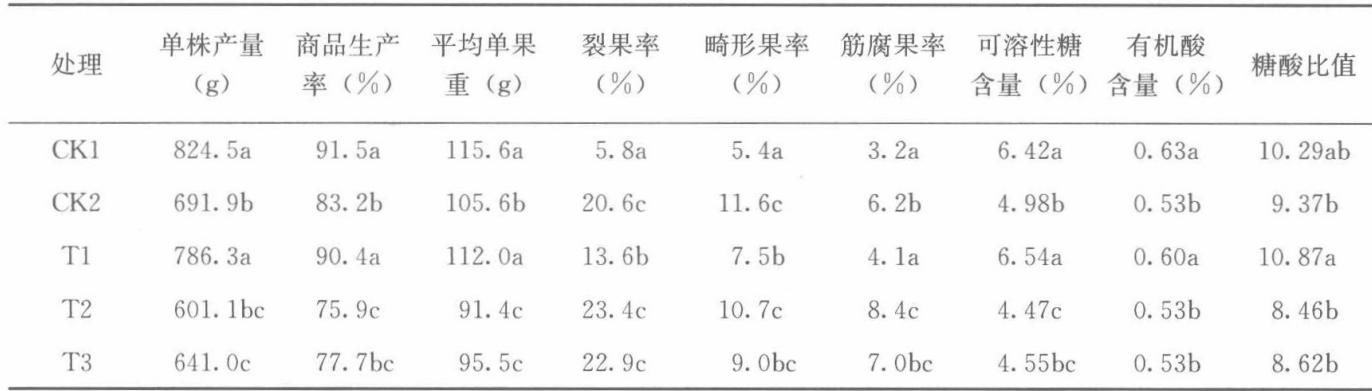 处理 单株产量(g) 商品生产率(%) 平均单果重(g) 裂果率(%) 畸形果率(%) 筋腐果率(%) 可溶性糖含量(%) 有机酸含量(%) 糖酸比值
CK1 824.5a 91.5a 115.6a 5.8a 5.4a 3.2a 6.42a 0.63a 10.29ab
CK2 691.9b 83.2b 105.6b 20.6c 11.6c 6.2b 4.98b 0.53b 9.37b
T1 786.3a 90.4a 112.0a 13.6b 7.5b 4.1a 6.54a 0.60a 10.87a
T2 601.1bc 75.9c 91.4c 23.4c 10.7c 8.4c 4.47c 0.53b 8.46b
T3 641.0c 77.7bc 95.5c 22.9c 9.0bc 7.0bc 4.55bc 0.53b 8.62b